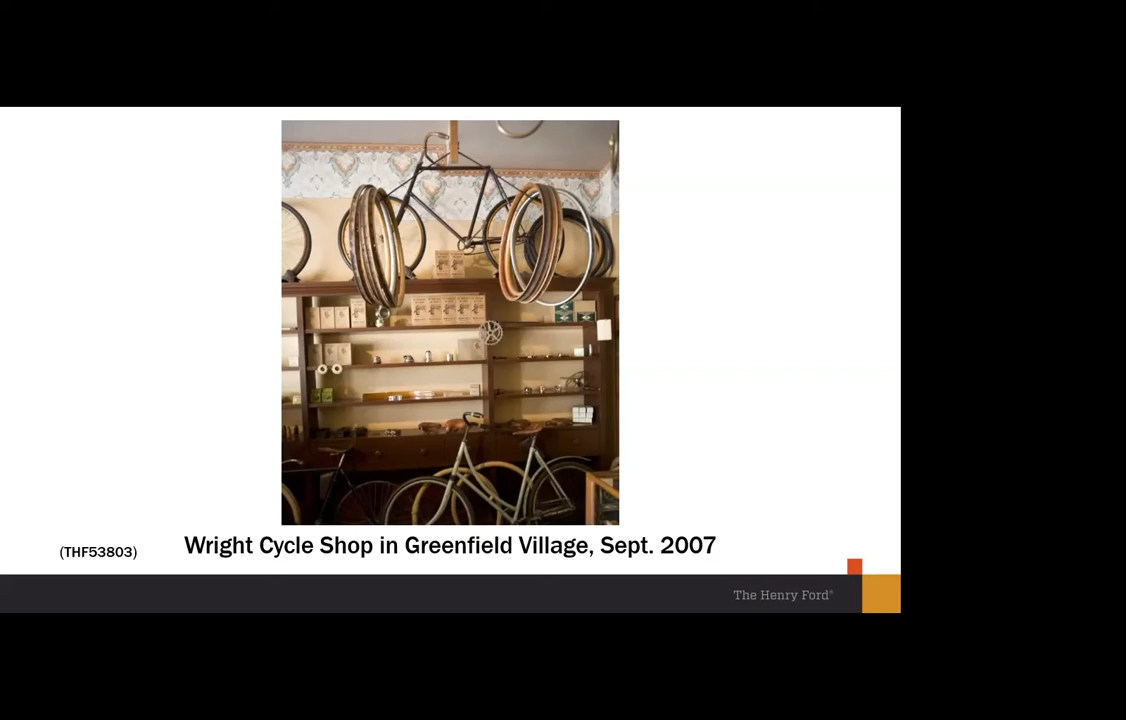 (THF53803)
Wright Cycle Shop in Greenfield Village, Sept. 2007
The Henry Ford®